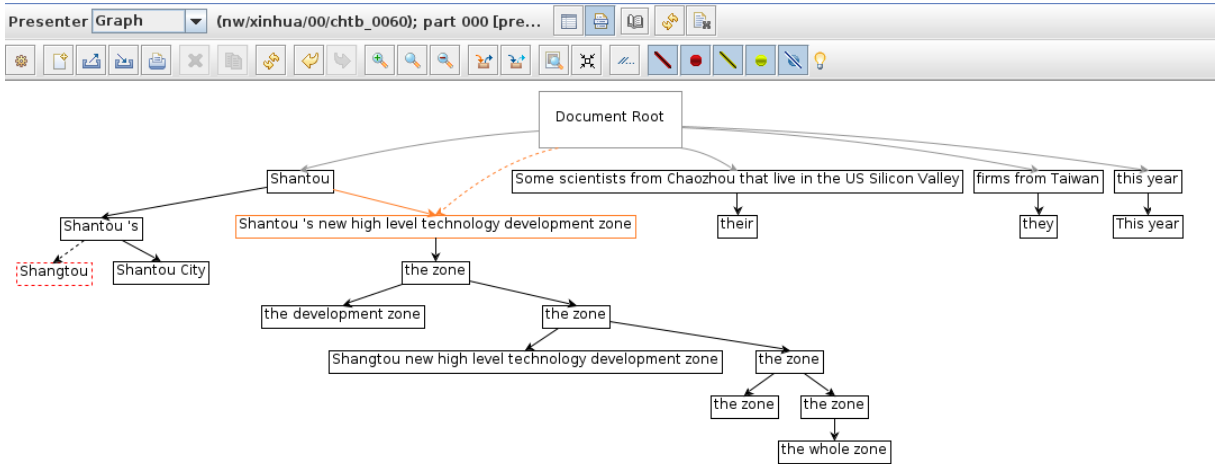 Presenter Graph (nw/xinhua/00/chtb_0060); part 000 [pre...
Document Root
Shantou
Some scientists from Chaozhou that live in the US Silicon Valley
firms from Taiwan
this year
Shantou 's
Shantou 's new high level technology development zone
their
they
This year
Shangtou
Shantou City
the zone
the development zone
the zone
Shangtou new high level technology development zone
the zone
the zone
the zone
the whole zone